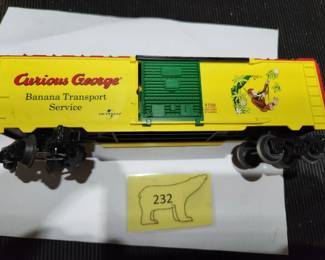 Curious George
Banana Transport
Service
232